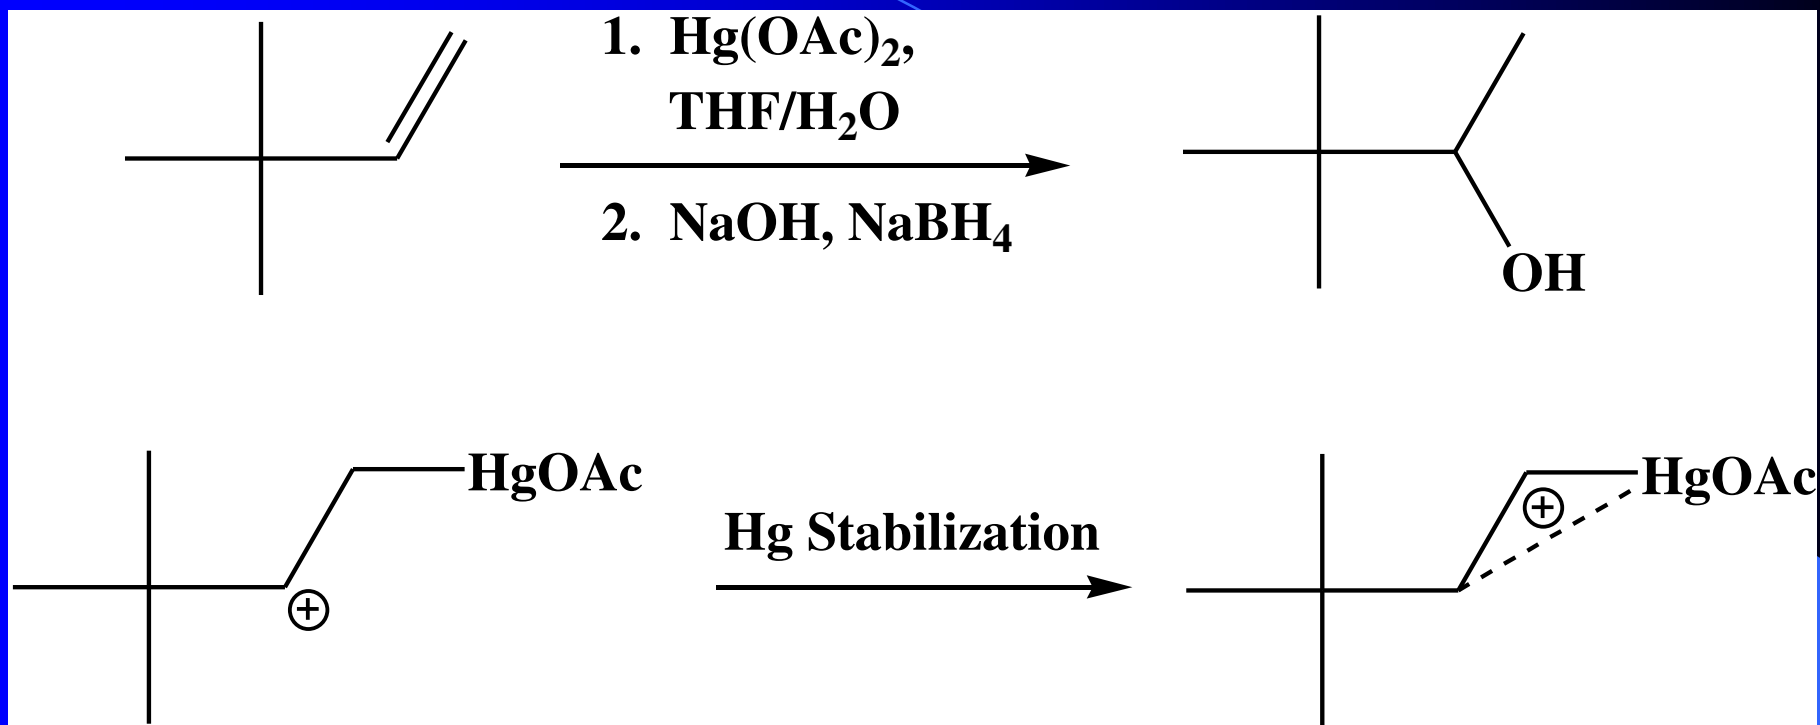 1. Hg(OAc)₂,
THF/H₂O
2. NaOH, NaBH₄
OH
HgOAc
⊕
Hg Stabilization
HgOAc
⊕